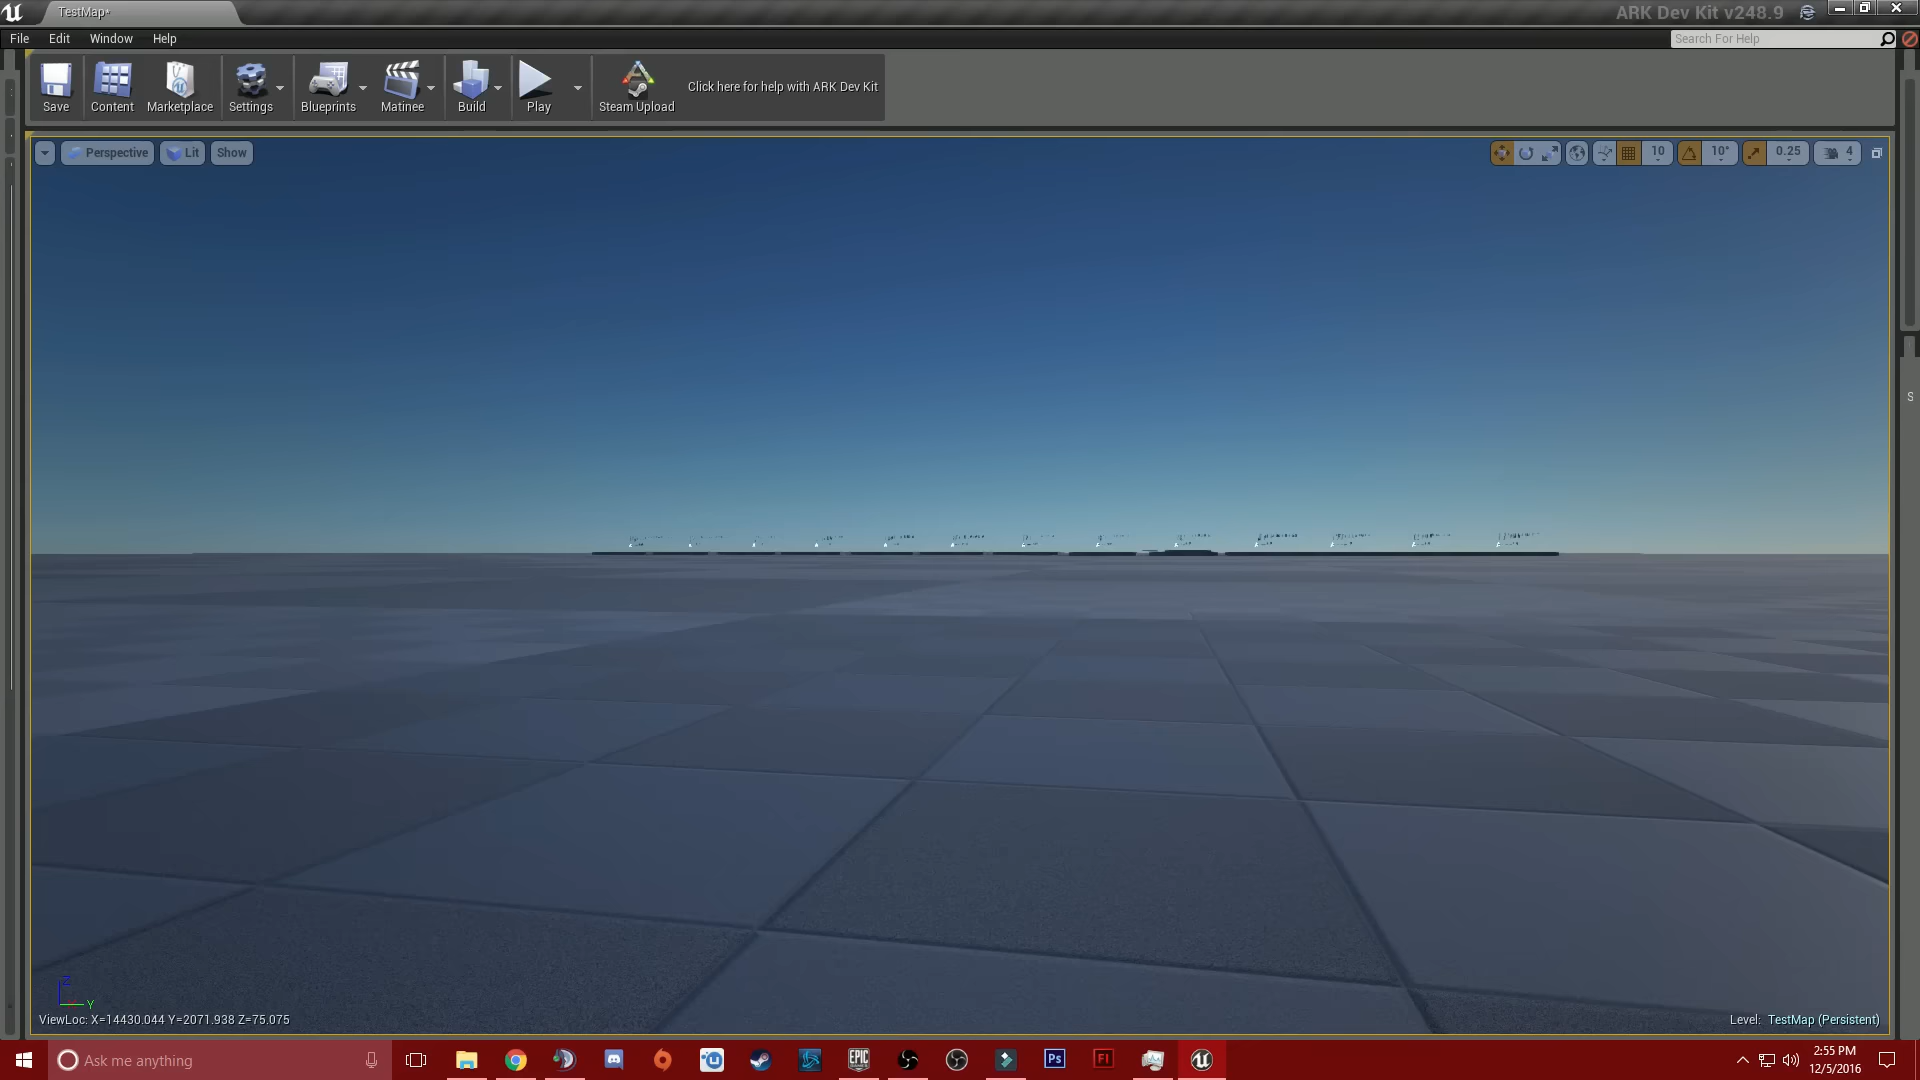 TestMap*
ARK Dev Kit v248.9
File Edit Window Help
Search For Help
Save Content Marketplace Settings Blueprints Matinee Build Play Steam Upload
Click here for help with ARK Dev Kit
Perspective Lit Show
10 10° 0.25 4
S
Z
Y
ViewLoc: X=14430.044 Y=2071.938 Z=75.075
Level: TestMap (Persistent)
Ask me anything
EPIC
Ps
Fl
2:55 PM
12/5/2016